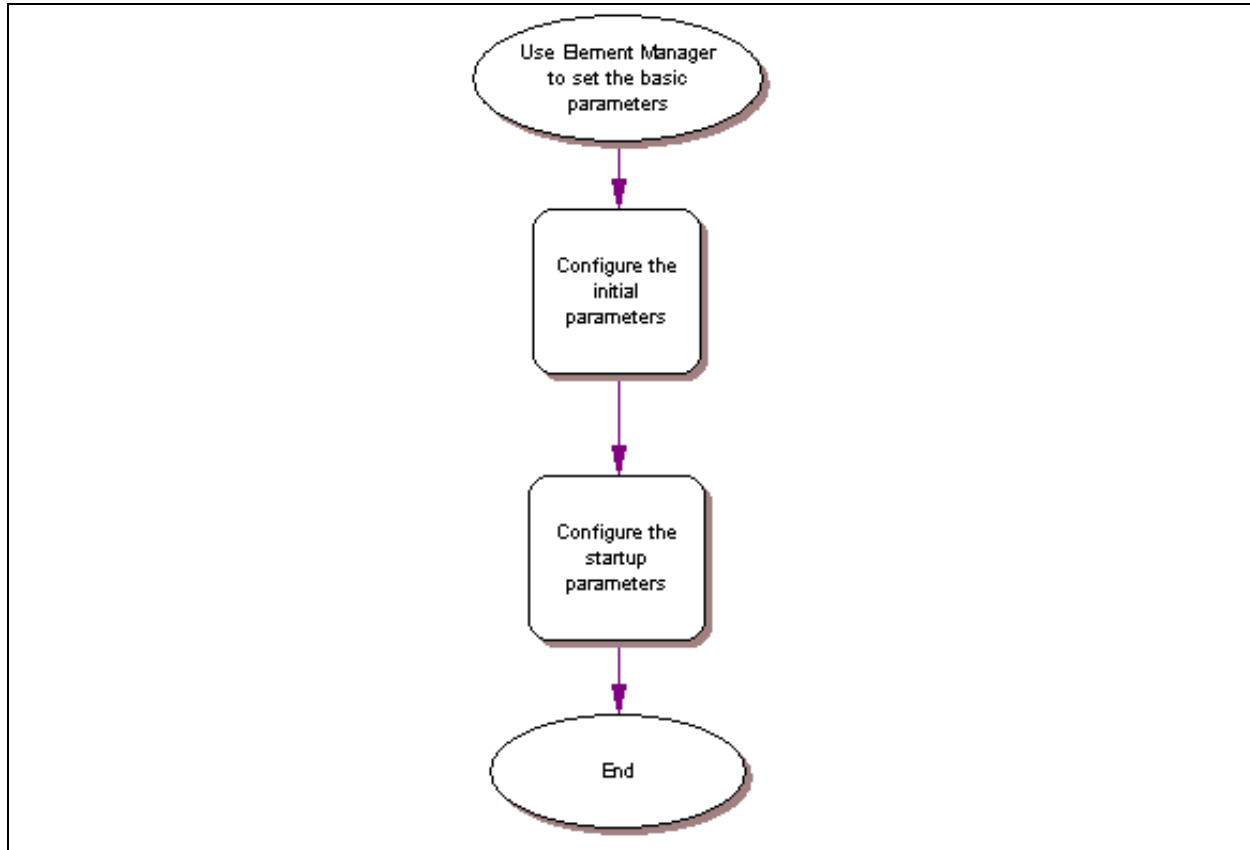 Use Element Manager
to set the basic
parameters
Configure the
initial
parameters
Configure the
startup
parameters
End